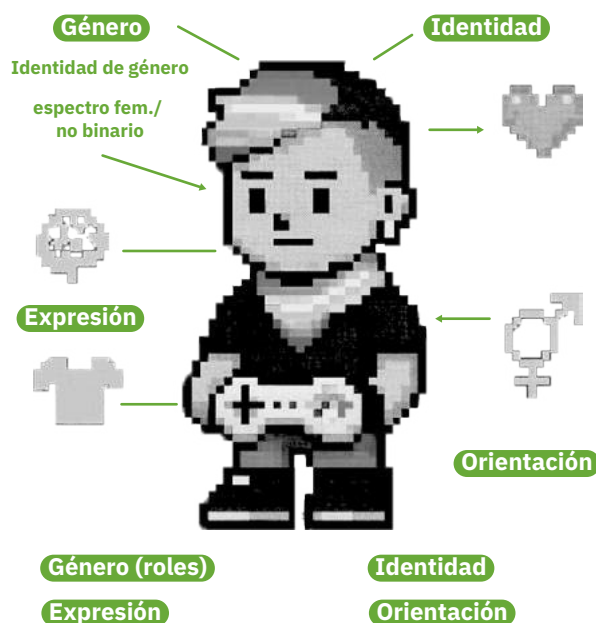 Género
Identidad
Identidad de género
espectro fem./
no binario
Expresión
Orientación
Género (roles)
Identidad
Expresión
Orientación